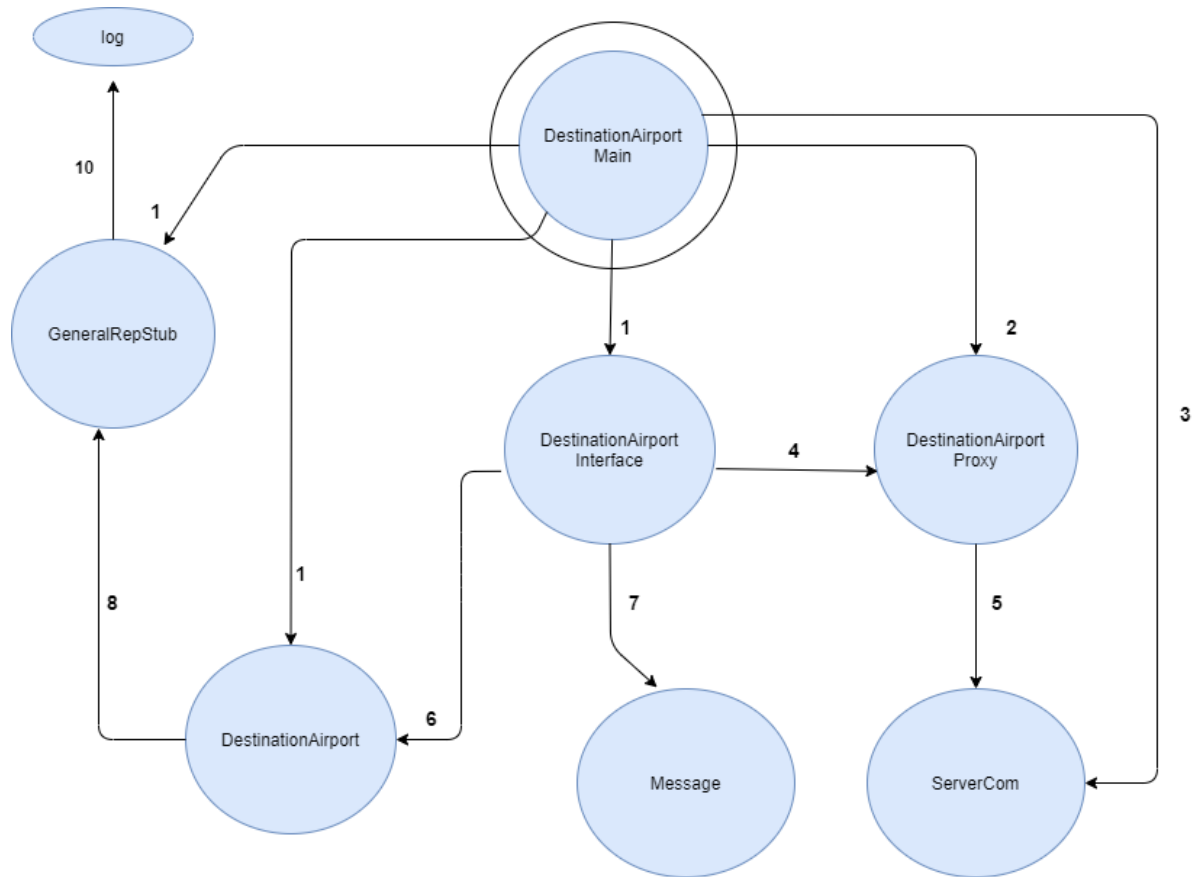 log
DestinationAirport
Main
10
1
GeneralRepStub
1
2
3
DestinationAirport
Interface
4
DestinationAirport
Proxy
1
8
7
5
6
DestinationAirport
Message
ServerCom